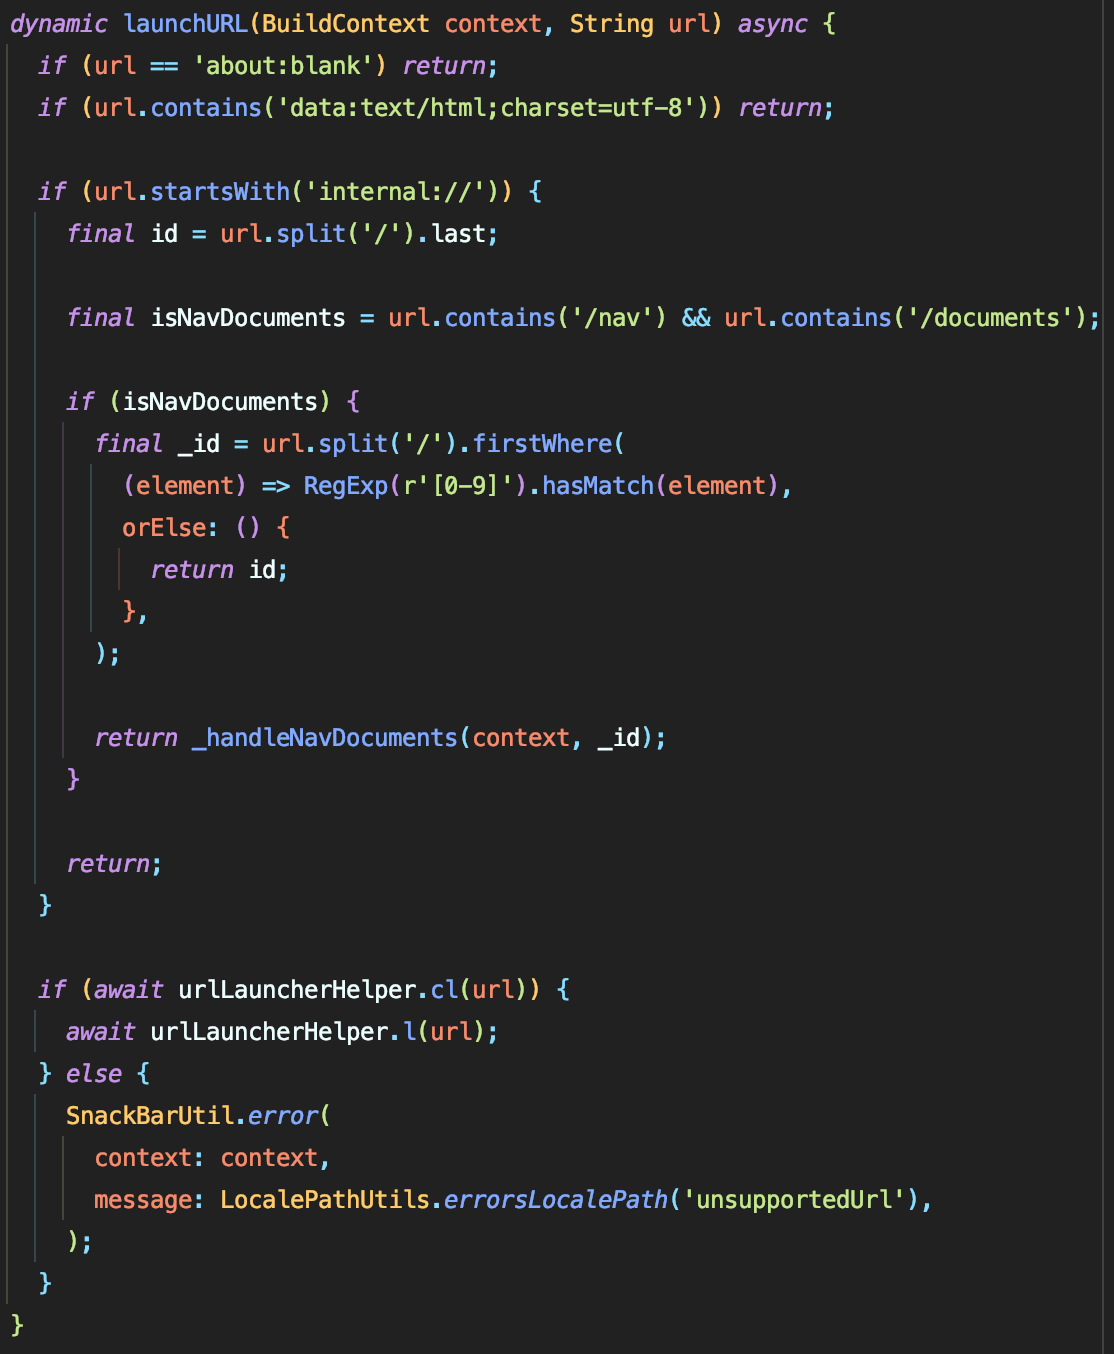 dynamic launchURL(BuildContext context, String url) async {
  if (url == 'about:blank') return;
  if (url.contains('data:text/html;charset=utf-8')) return;

  if (url.startsWith('internal://')) {
    final id = url.split('/').last;

    final isNavDocuments = url.contains('/nav') && url.contains('/documents');

    if (isNavDocuments) {
      final _id = url.split('/').firstWhere(
        (element) => RegExp(r'[0-9]').hasMatch(element),
        orElse: () {
          return id;
        },
      );

      return _handleNavDocuments(context, _id);
    }

    return;
  }

  if (await urlLauncherHelper.cl(url)) {
    await urlLauncherHelper.l(url);
  } else {
    SnackBarUtil.error(
      context: context,
      message: LocalePathUtils.errorsLocalePath('unsupportedUrl'),
    );
  }
}